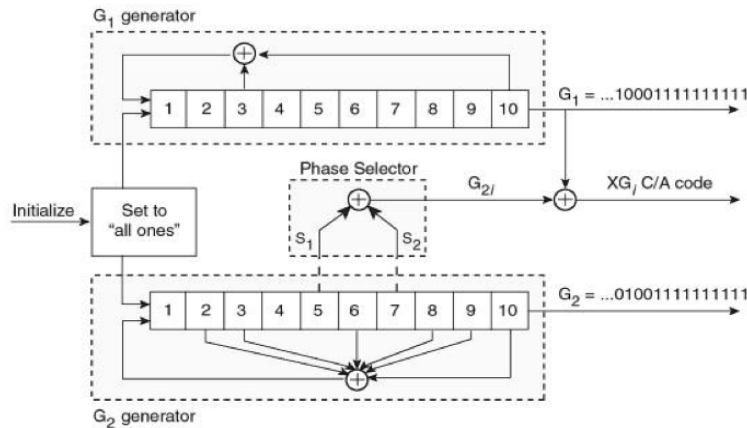 G1 generator
1 2 3 4 5 6 7 8 9 10
G1 = ...10001111111111
Phase Selector
G2i
XGi C/A code
Initialize
Set to
"all ones"
S1
S2
1 2 3 4 5 6 7 8 9 10
G2 = ...01001111111111
G2 generator